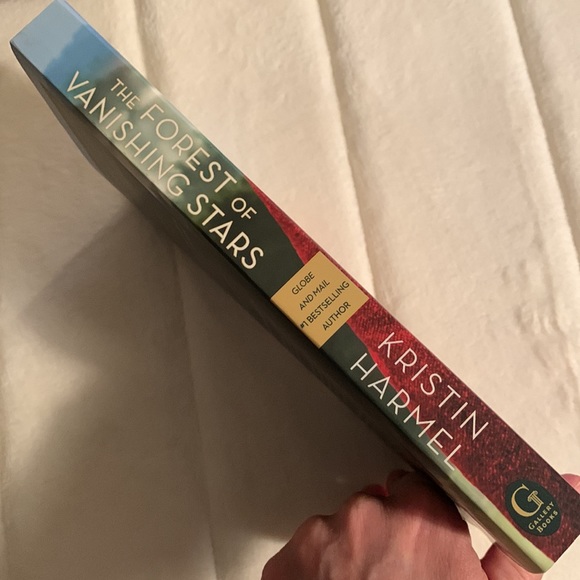 THE FOREST OF
VANISHING STARS
GLOBE
AND MAIL
#1 BESTSELLING
AUTHOR
KRISTIN
HARMEL
G
GALLERY
BOOKS